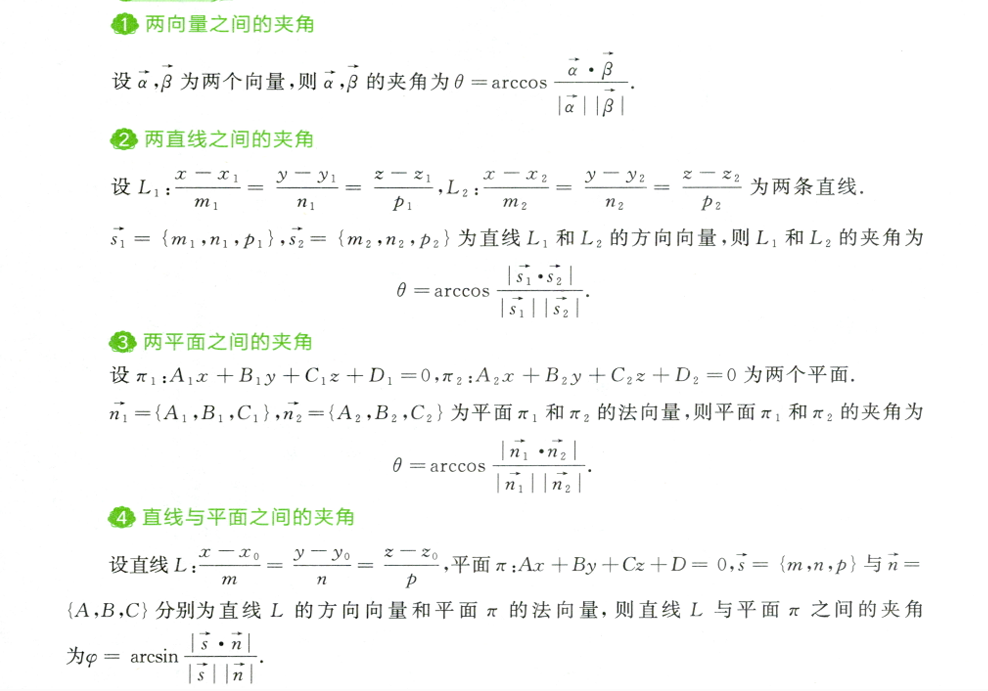 1 两向量之间的夹角
设 $\vec{\alpha}$,$\vec{\beta}$ 为两个向量,则 $\vec{\alpha}$,$\vec{\beta}$ 的夹角为 $\theta=\arccos\frac{\vec{\alpha}\cdot\vec{\beta}}{|\vec{\alpha}||\vec{\beta}|}$.
2 两直线之间的夹角
设 $L_1:\frac{x-x_1}{m_1}=\frac{y-y_1}{n_1}=\frac{z-z_1}{p_1}$,$L_2:\frac{x-x_2}{m_2}=\frac{y-y_2}{n_2}=\frac{z-z_2}{p_2}$ 为两条直线.
$\vec{s_1}=\{m_1,n_1,p_1\}$,$\vec{s_2}=\{m_2,n_2,p_2\}$ 为直线 $L_1$ 和 $L_2$ 的方向向量,则 $L_1$ 和 $L_2$ 的夹角为
$\theta=\arccos\frac{|\vec{s_1}\cdot\vec{s_2}|}{|\vec{s_1}||\vec{s_2}|}$.
3 两平面之间的夹角
设 $\pi_1:A_1x+B_1y+C_1z+D_1=0$,$\pi_2:A_2x+B_2y+C_2z+D_2=0$ 为两个平面.
$\vec{n_1}=\{A_1,B_1,C_1\}$,$\vec{n_2}=\{A_2,B_2,C_2\}$ 为平面 $\pi_1$ 和 $\pi_2$ 的法向量,则平面 $\pi_1$ 和 $\pi_2$ 的夹角为
$\theta=\arccos\frac{|\vec{n_1}\cdot\vec{n_2}|}{|\vec{n_1}||\vec{n_2}|}$.
4 直线与平面之间的夹角
设直线 $L:\frac{x-x_0}{m}=\frac{y-y_0}{n}=\frac{z-z_0}{p}$,平面 $\pi:Ax+By+Cz+D=0$,$\vec{s}=\{m,n,p\}$ 与 $\vec{n}=$
$\{A,B,C\}$ 分别为直线 $L$ 的方向向量和平面 $\pi$ 的法向量,则直线 $L$ 与平面 $\pi$ 之间的夹角
为$\varphi=\arcsin\frac{|\vec{s}\cdot\vec{n}|}{|\vec{s}||\vec{n}|}$.